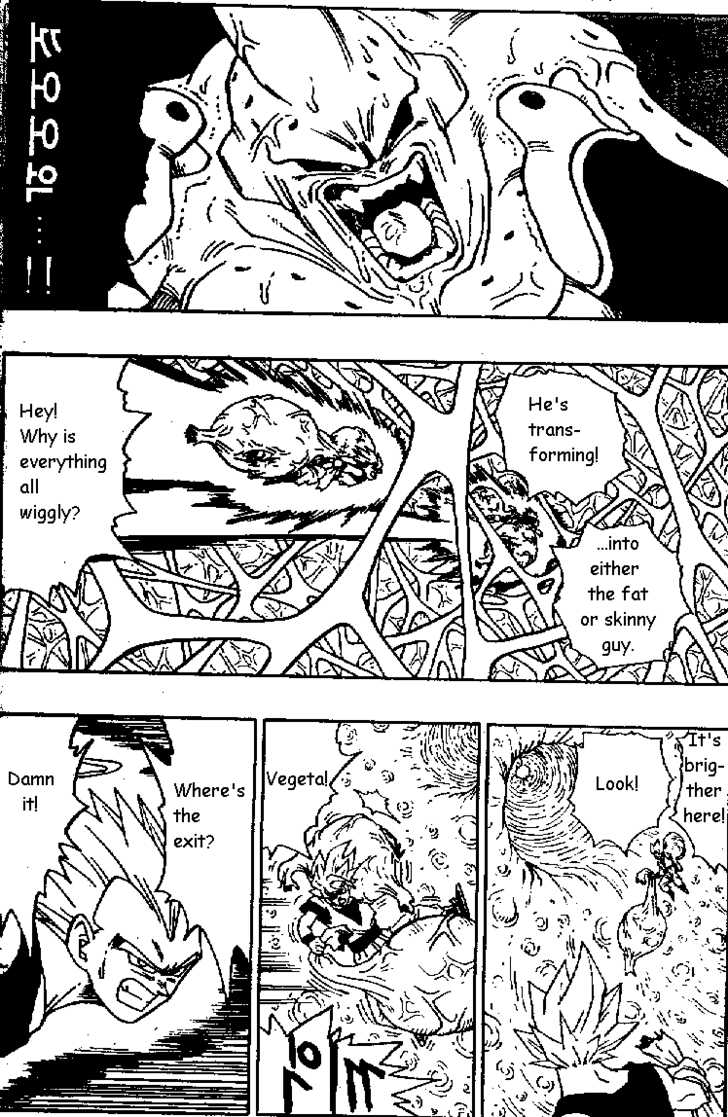 Hey!
Why is
everything
all
wiggly?
He's
trans-
forming!
...into
either
the fat
or skinny
guy.
Damn
it!
Where's
the
exit?
Vegeta!
Look!
It's
brig-
ther
here!